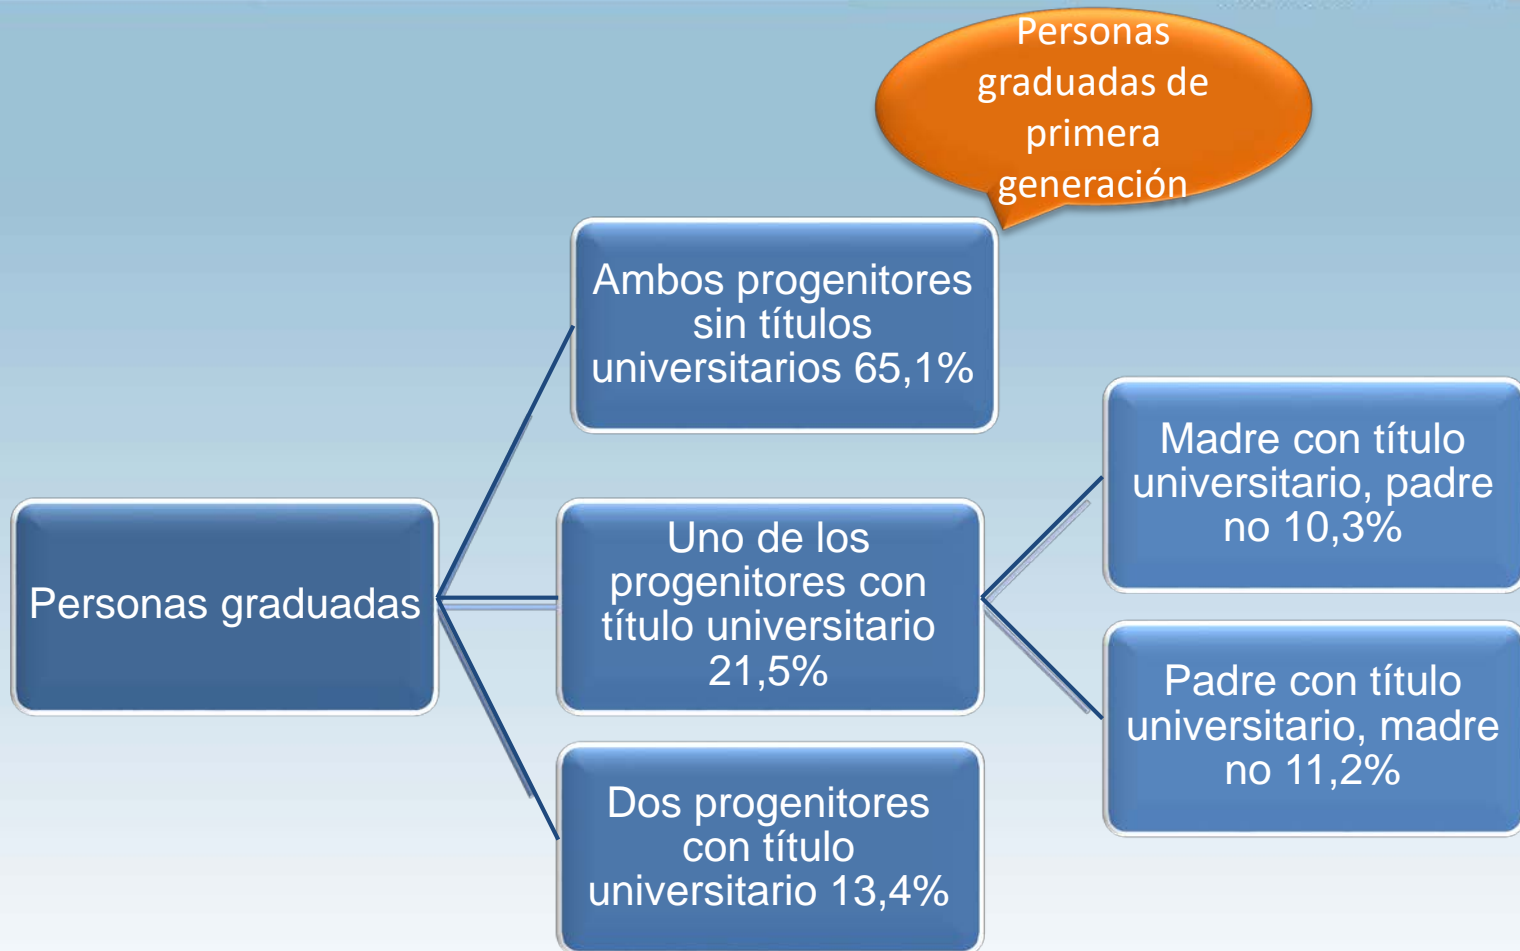 Personas
graduadas de
primera
generación
Ambos progenitores
sin títulos
universitarios 65,1%
Personas graduadas
Uno de los
progenitores con
título universitario
21,5%
Madre con título
universitario, padre
no 10,3%
Padre con título
universitario, madre
no 11,2%
Dos progenitores
con título
universitario 13,4%